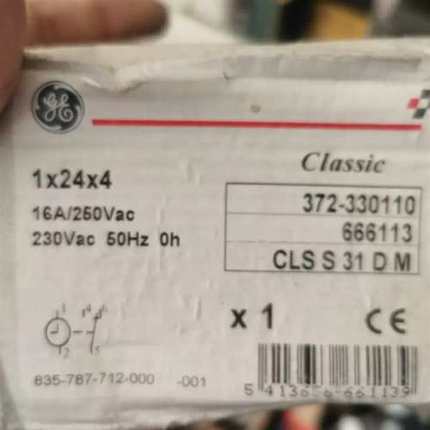 GE
Classic
1x24x4
16A/250Vac
230Vac 50Hz 0h
372-330110
666113
CLS S 31 D M
x 1 CE
835-787-712-000 -001